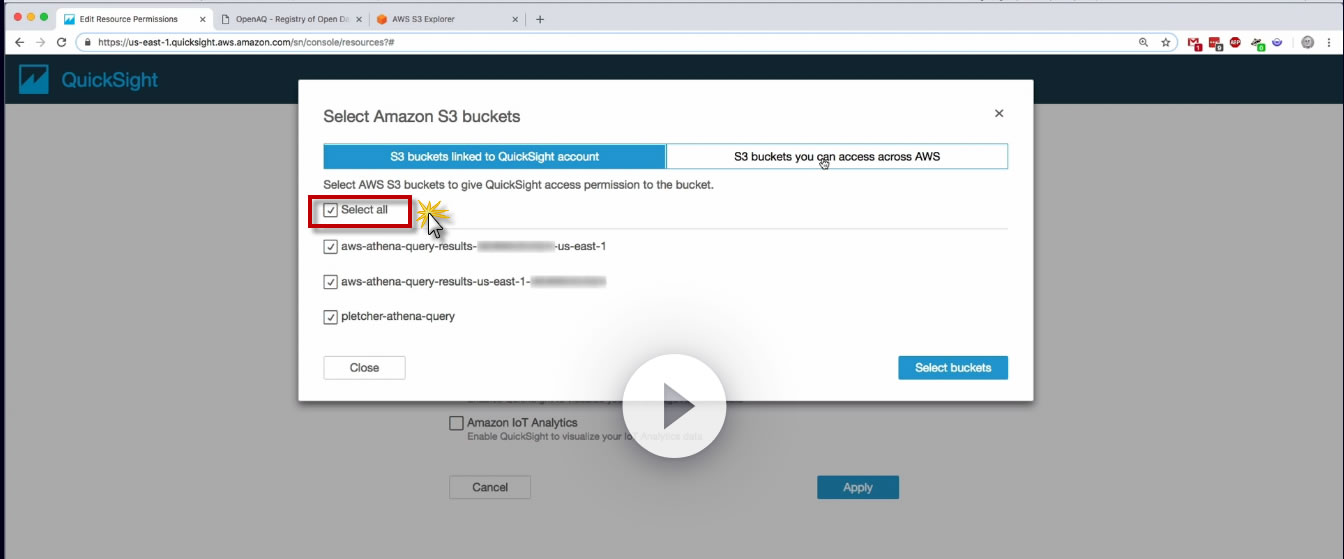 Edit Resource Permissions
OpenAQ - Registry of Open Da
AWS S3 Explorer
https://us-east-1.quicksight.aws.amazon.com/sn/console/resources?#
QuickSight
Select Amazon S3 buckets
S3 buckets linked to QuickSight account
S3 buckets you can access across AWS
Select AWS S3 buckets to give QuickSight access permission to the bucket.
Select all
aws-athena-query-results- -us-east-1
aws-athena-query-results-us-east-1-
pletcher-athena-query
Close
Select buckets
Amazon IoT Analytics
Enable QuickSight to visualize your IoT Analytics data
Cancel
Apply